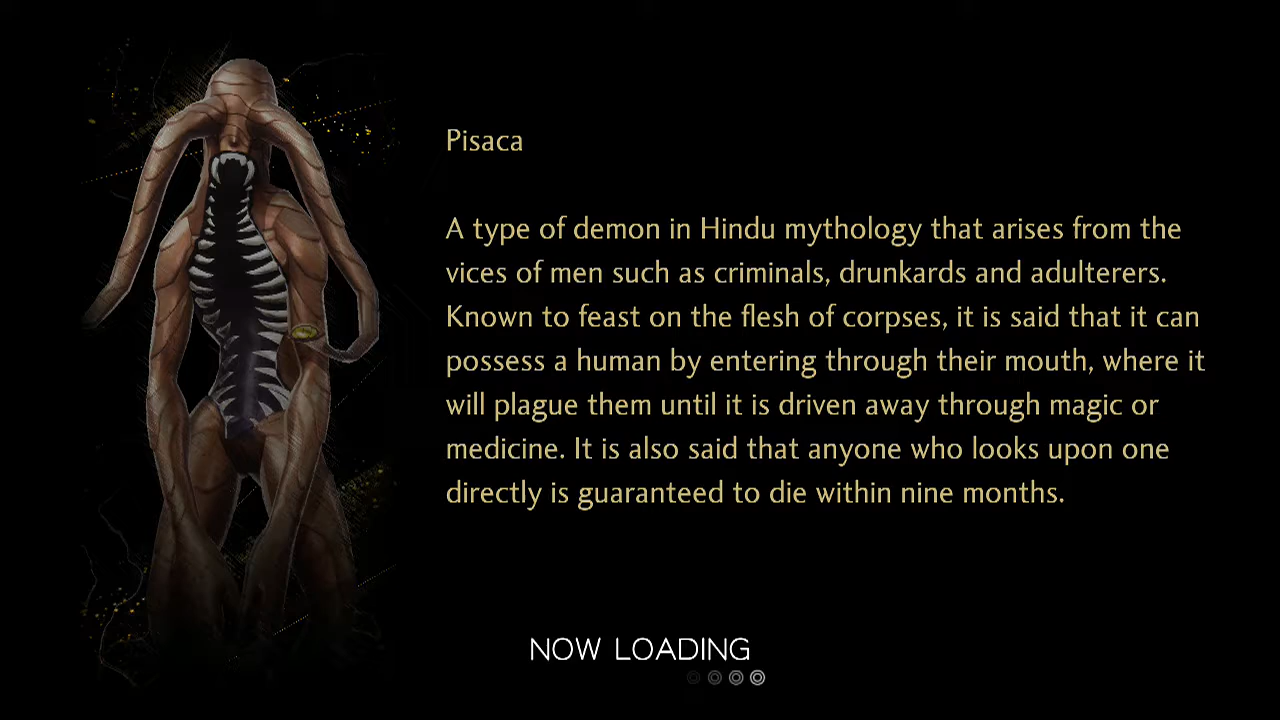 Pisaca
A type of demon in Hindu mythology that arises from the
vices of men such as criminals, drunkards and adulterers.
Known to feast on the flesh of corpses, it is said that it can
possess a human by entering through their mouth, where it
will plague them until it is driven away through magic or
medicine. It is also said that anyone who looks upon one
directly is guaranteed to die within nine months.
NOW LOADING